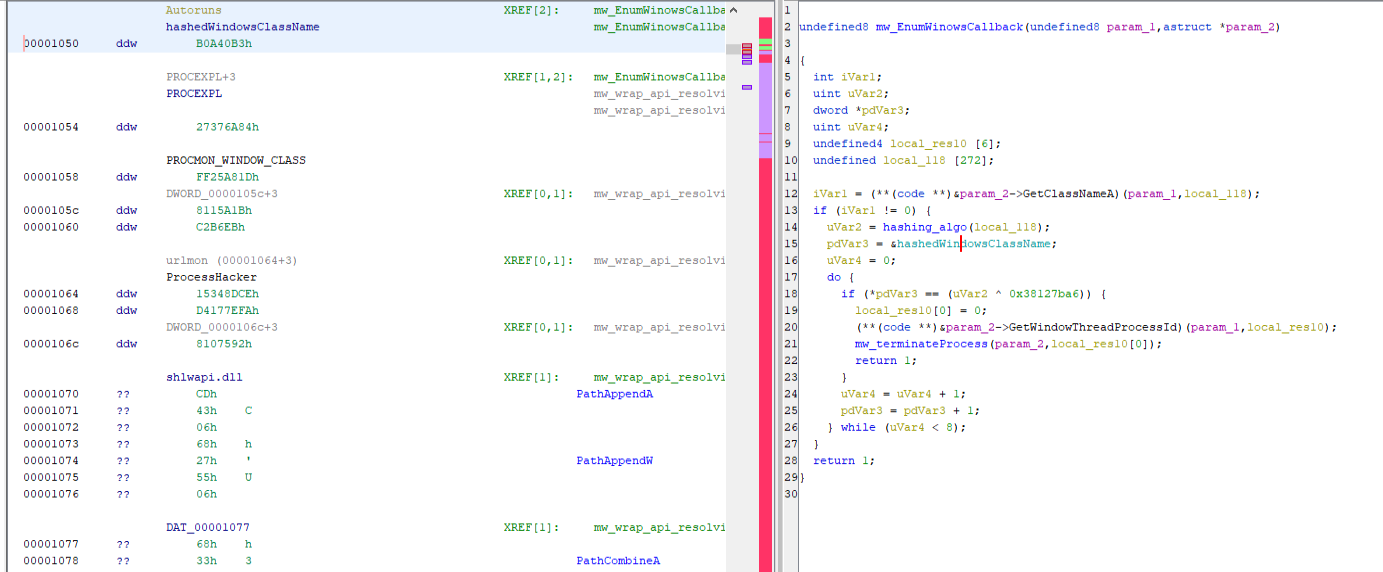 Autoruns XREF[2]: mw_EnumWinowsCallba
hashedWindowsClassName mw_EnumWinowsCallba
00001050 ddw B0A40B3h
PROCEXPL+3 XREF[1,2]: mw_EnumWinowsCallba
PROCEXPL mw_wrap_api_resolvi
mw_wrap_api_resolvi
00001054 ddw 27376A84h
PROCMON_WINDOW_CLASS
00001058 ddw FF25A81Dh
DWORD_0000105c+3 XREF[0,1]: mw_wrap_api_resolvi
0000105c ddw 8115A1Bh
00001060 ddw C2B6EBh
urlmon (00001064+3) XREF[0,1]: mw_wrap_api_resolvi
ProcessHacker
00001064 ddw 15348DCEh
00001068 ddw D4177EFAh
DWORD_0000106c+3 XREF[0,1]: mw_wrap_api_resolvi
0000106c ddw 8107592h
shlwapi.dll XREF[1]: mw_wrap_api_resolvi
00001070 ?? CDh PathAppendA
00001071 ?? 43h C
00001072 ?? 06h
00001073 ?? 68h h
00001074 ?? 27h ' PathAppendW
00001075 ?? 55h U
00001076 ?? 06h
DAT_00001077 XREF[1]: mw_wrap_api_resolvi
00001077 ?? 68h h
00001078 ?? 33h 3 PathCombineA
1
2 undefined8 mw_EnumWinowsCallback(undefined8 param_1,astruct *param_2)
3
4 {
5 int iVar1;
6 uint uVar2;
7 dword *pdVar3;
8 uint uVar4;
9 undefined4 local_res10 [6];
10 undefined local_118 [272];
11
12 iVar1 = (**(code **)&param_2->GetClassNameA)(param_1,local_118);
13 if (iVar1 != 0) {
14 uVar2 = hashing_algo(local_118);
15 pdVar3 = &hashedWindowsClassName;
16 uVar4 = 0;
17 do {
18 if (*pdVar3 == (uVar2 ^ 0x38127ba6)) {
19 local_res10[0] = 0;
20 (**(code **)&param_2->GetWindowThreadProcessId)(param_1,local_res10);
21 mw_terminateProcess(param_2,local_res10[0]);
22 return 1;
23 }
24 uVar4 = uVar4 + 1;
25 pdVar3 = pdVar3 + 1;
26 } while (uVar4 < 8);
27 }
28 return 1;
29 }
30